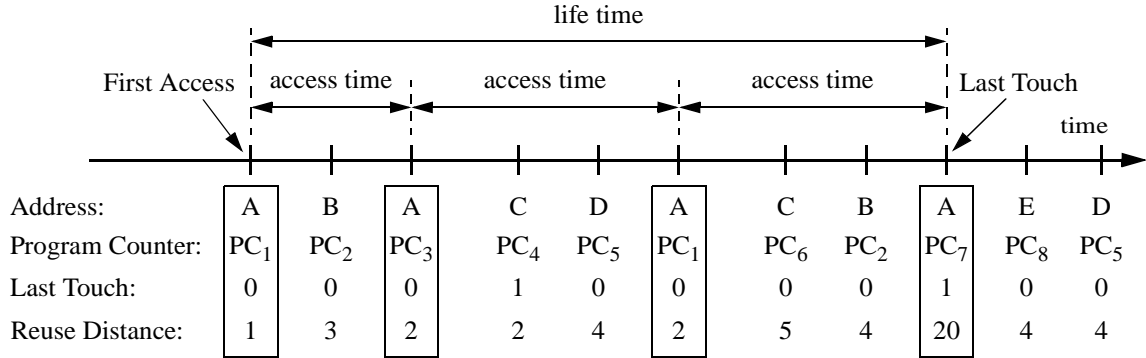 life time
First Access access time access time access time Last Touch
time
Address: A B A C D A C B A E D
Program Counter: PC1 PC2 PC3 PC4 PC5 PC1 PC6 PC2 PC7 PC8 PC5
Last Touch: 0 0 0 1 0 0 0 0 1 0 0
Reuse Distance: 1 3 2 2 4 2 5 4 20 4 4